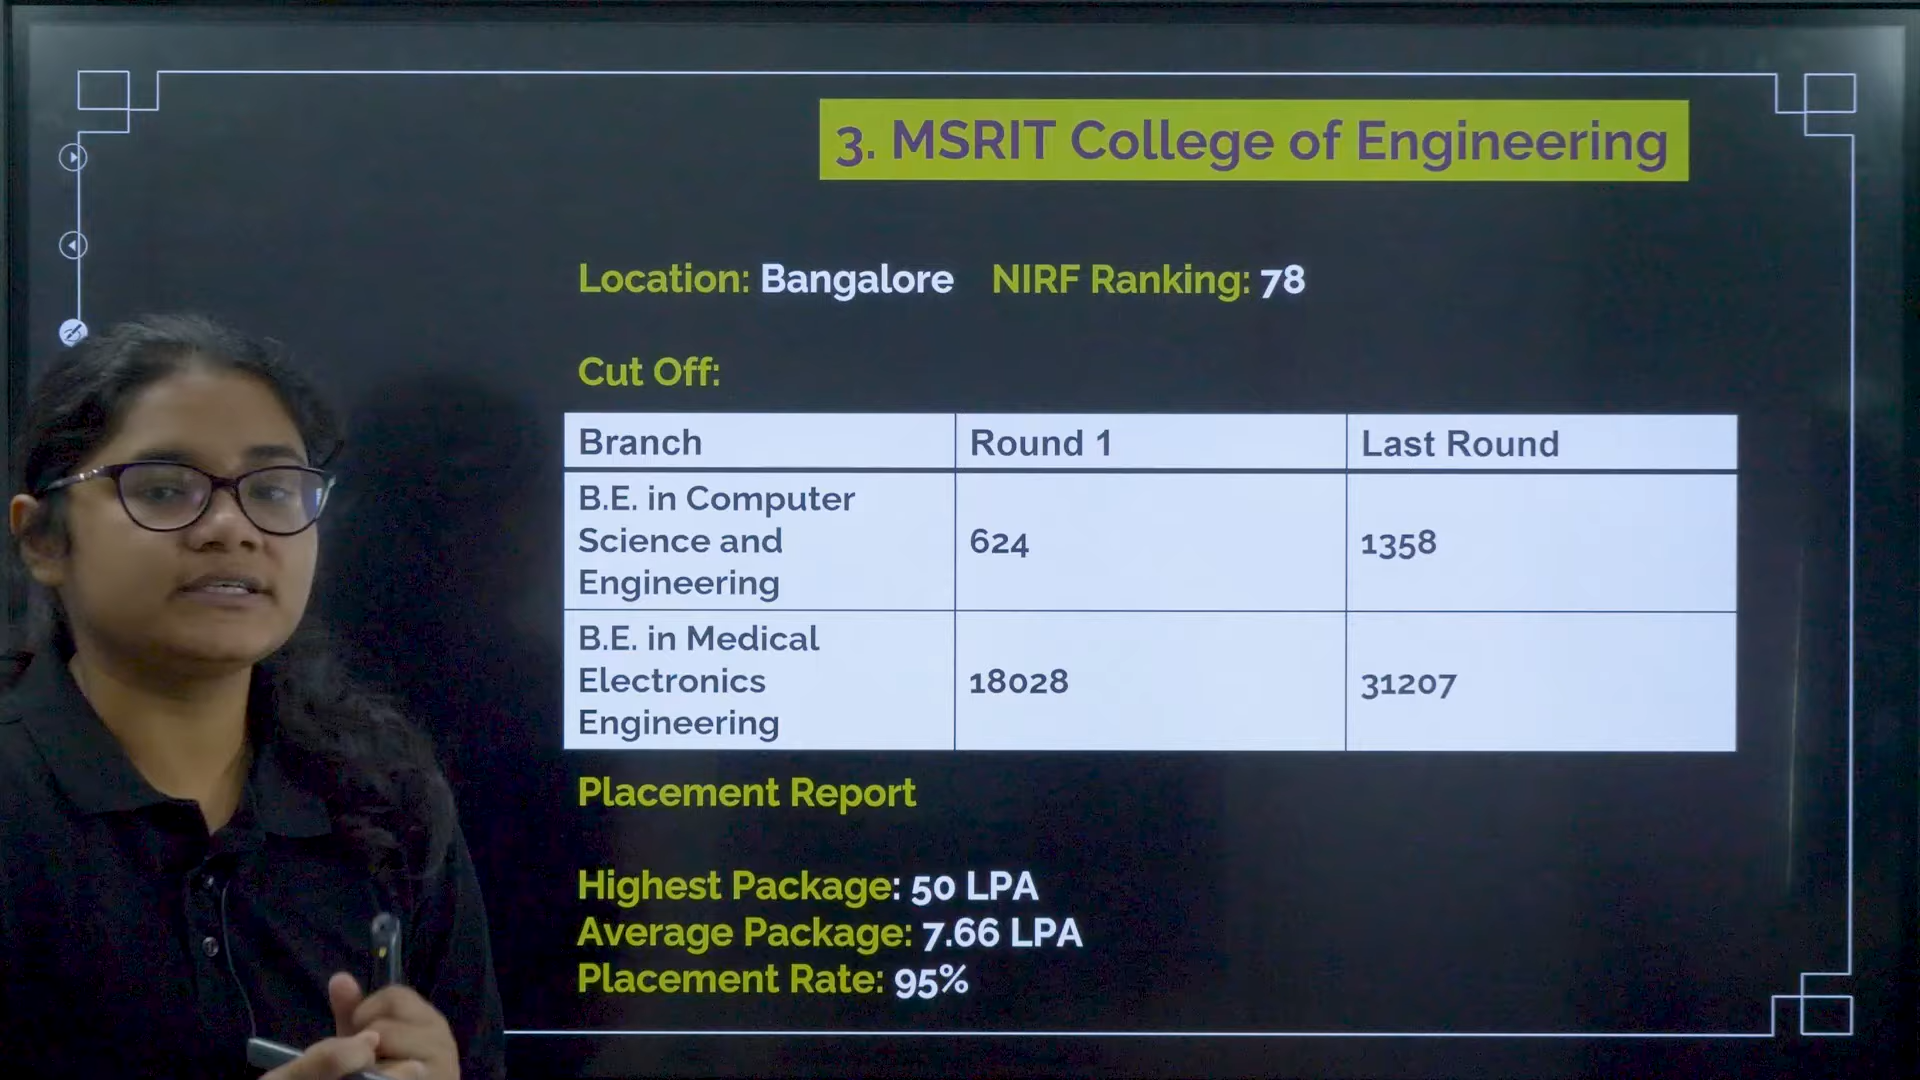 3. MSRIT College of Engineering
Location: Bangalore NIRF Ranking: 78
Cut Off:
Branch Round 1 Last Round
B.E. in Computer
Science and
Engineering
624 1358
B.E. in Medical
Electronics
Engineering
18028 31207
Placement Report
Highest Package: 50 LPA
Average Package: 7.66 LPA
Placement Rate: 95%